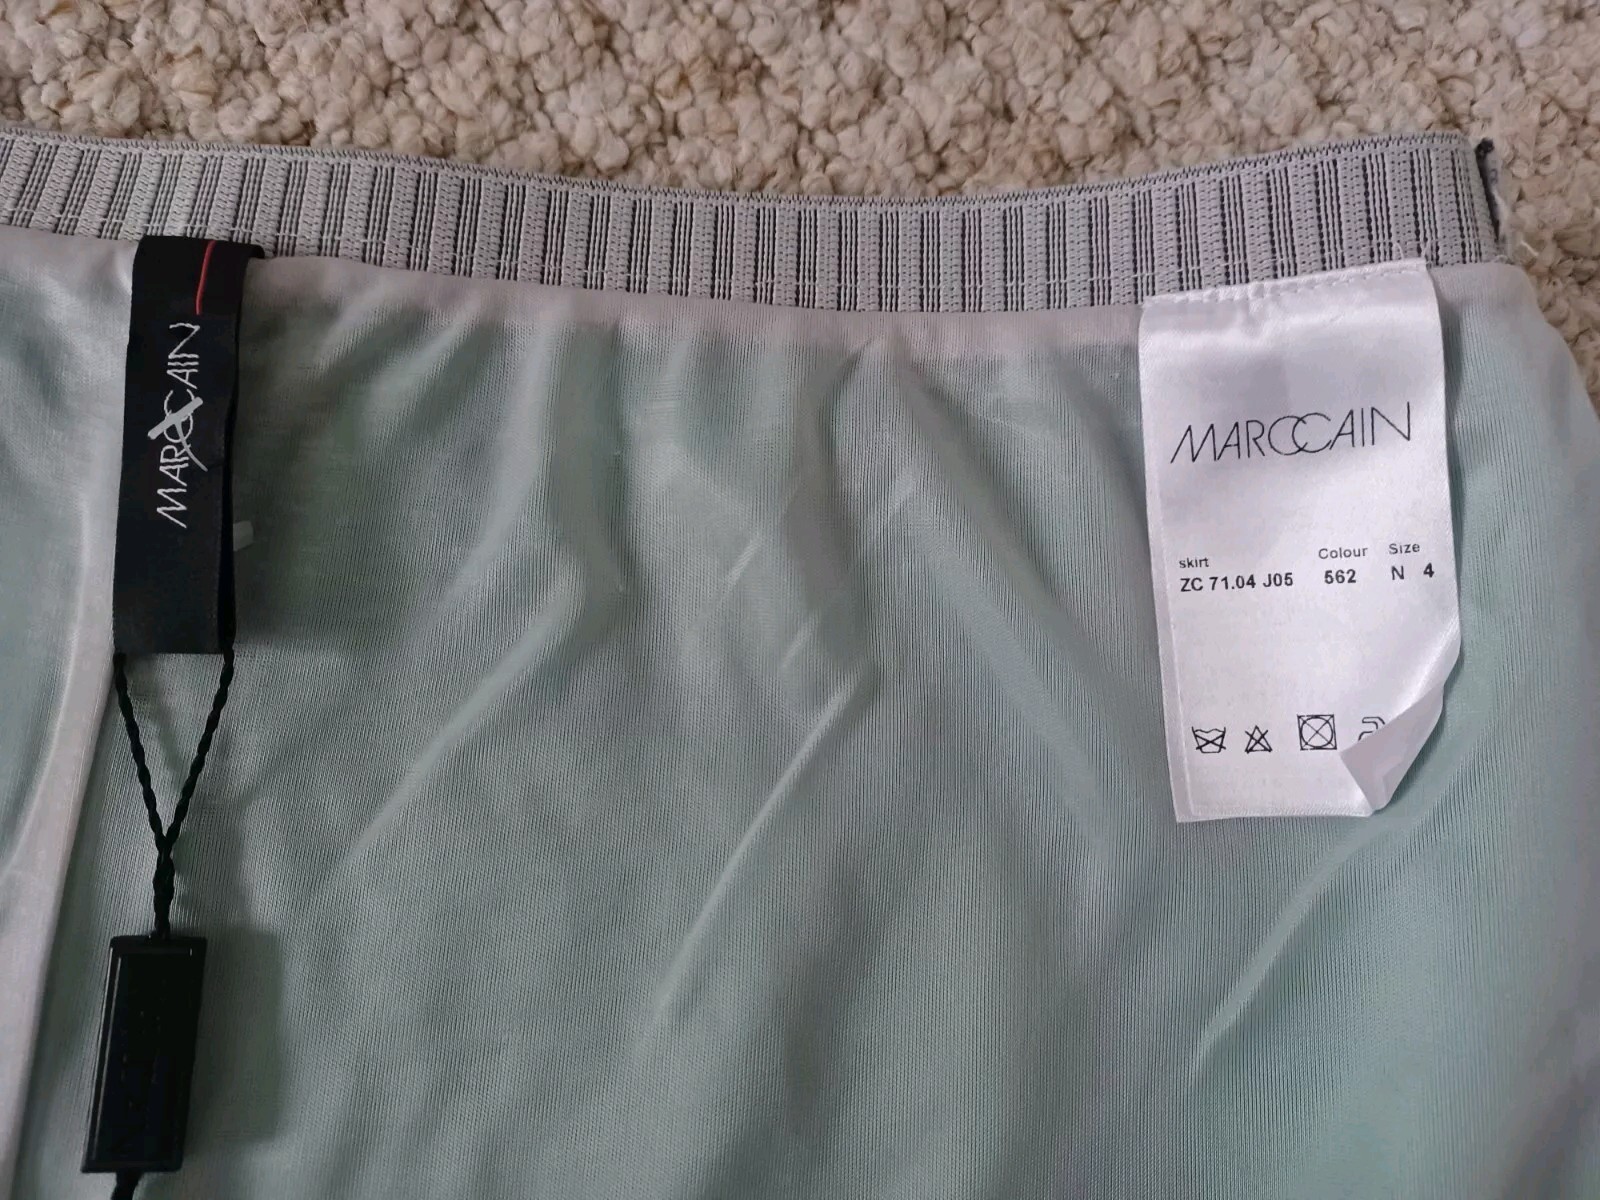 MARCCAIN
MARCCAIN
skirt Colour Size
ZC 71.04 J05 562 N 4